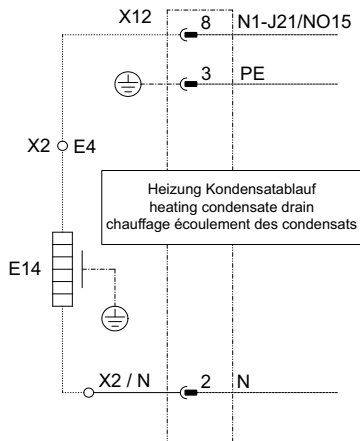 X12 8 N1-J21/NO15
3 PE
X2 E4
Heizung Kondensatablauf
heating condensate drain
chauffage écoulement des condensats
E14
X2 / N 2 N